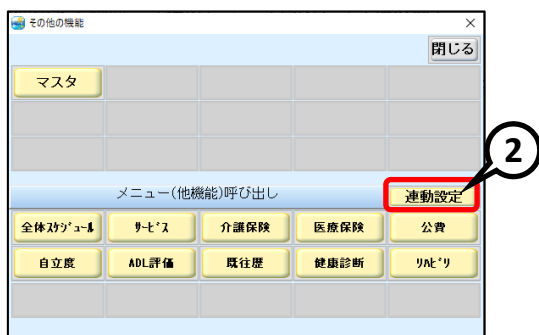 その他の機能
×
閉じる
マスタ
2
メニュー(他機能)呼び出し
連動設定
全体ｽｹｼﾞｭｰﾙ ｻｰﾋﾞｽ 介護保険 医療保険 公費
自立度 ADL評価 既往歴 健康診断 ﾘﾊﾋﾞﾘ